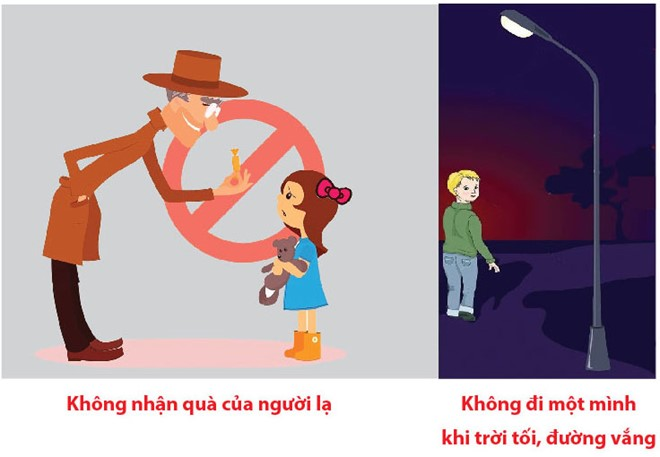 Không nhận quà của người lạ
Không đi một mình
khi trời tối, đường vắng